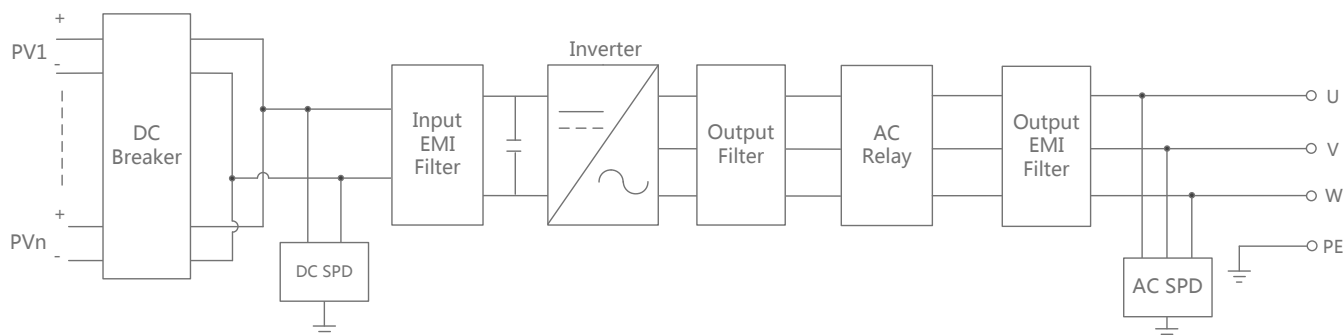 +
PV1
-
DC
Breaker
+
PVn
-
DC SPD
Input
EMI
Filter
Inverter
Output
Filter
AC
Relay
Output
EMI
Filter
AC SPD
U
V
W
PE